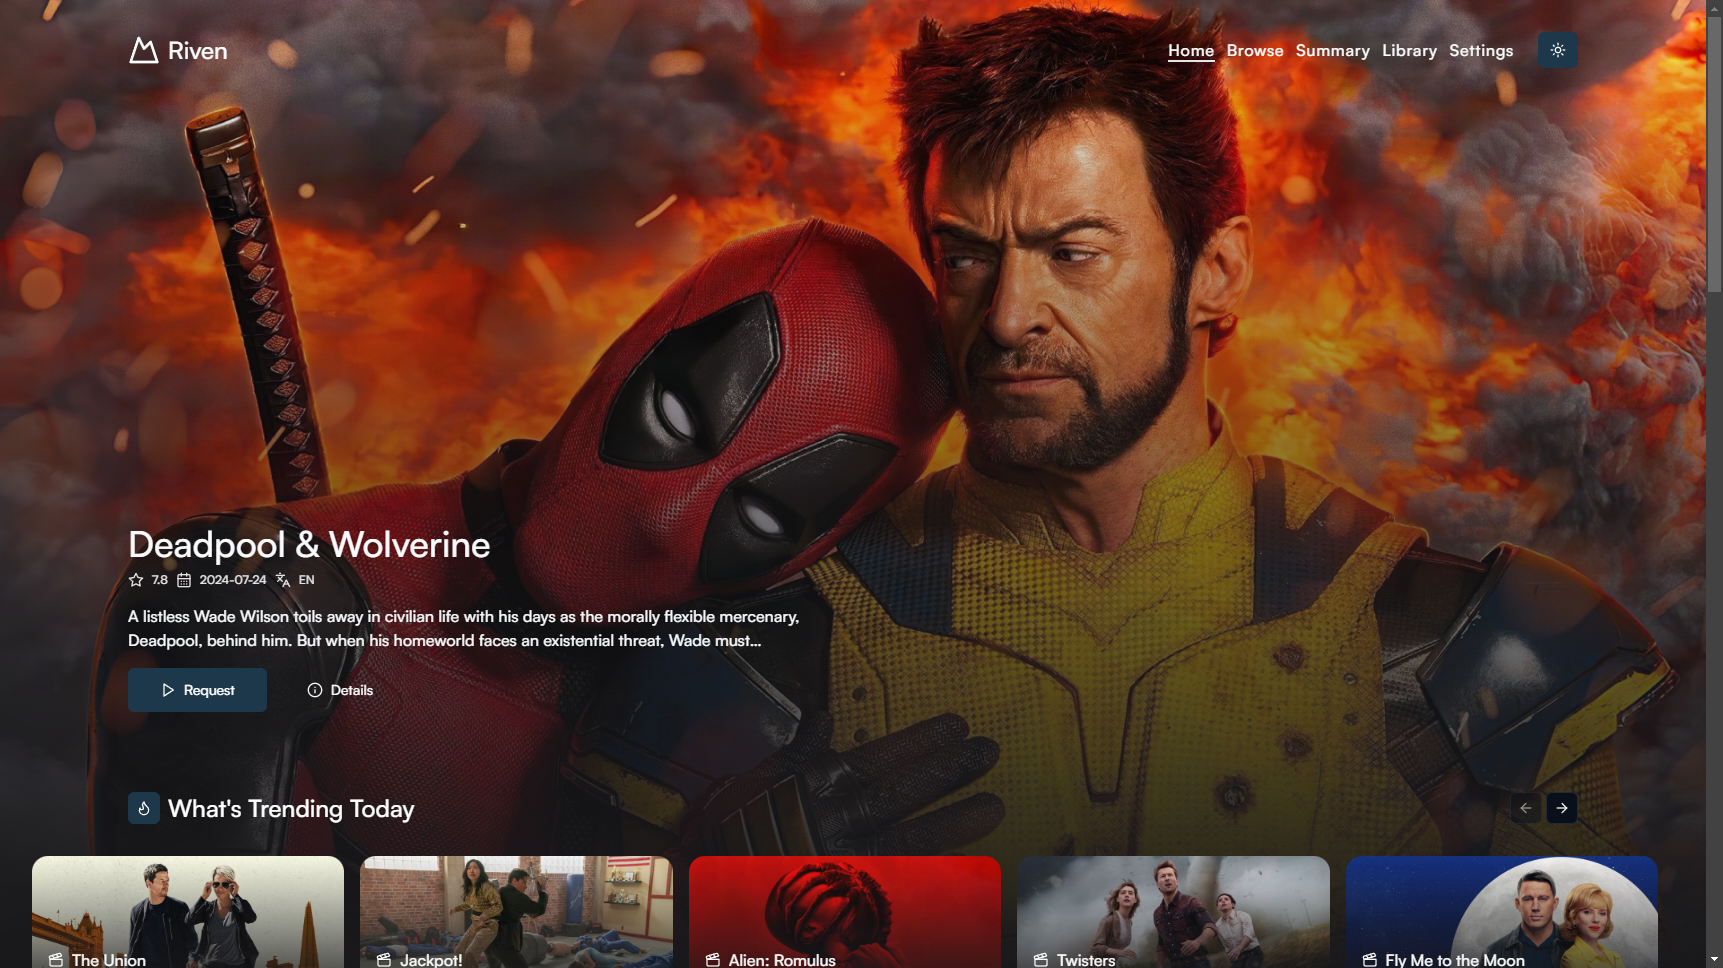 Riven
Home Browse Summary Library Settings
Deadpool & Wolverine
7.8 2024-07-24 EN
A listless Wade Wilson toils away in civilian life with his days as the morally flexible mercenary,
Deadpool, behind him. But when his homeworld faces an existential threat, Wade must...
Request Details
What's Trending Today
The Union Jackpot! Alien: Romulus Twisters Fly Me to the Moon